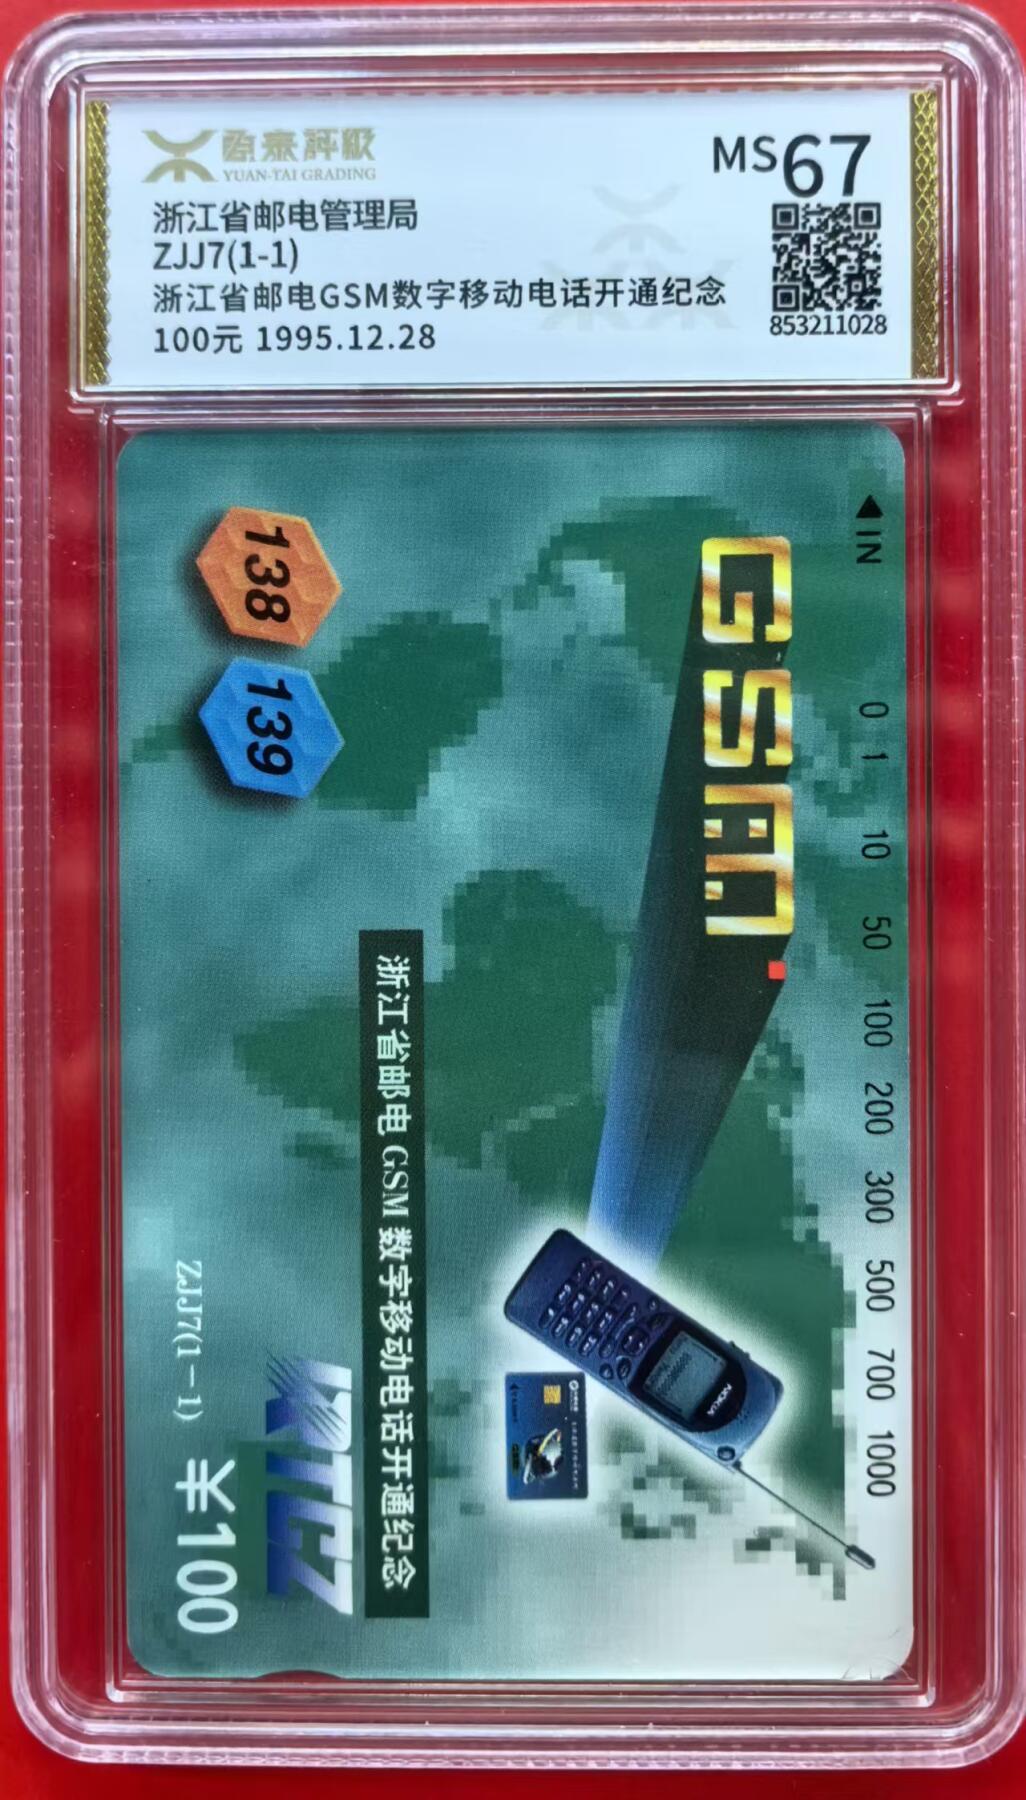 源泰評級
YUAN-TAI GRADING
MS67
浙江省邮电管理局
ZJJ7(1-1)
浙江省邮电GSM数字移动电话开通纪念
100元 1995.12.28
853211028
IN
0 1 10 50 100 200 300 500 700 1000
GSM
NOKIA
138
139
浙江省邮电 GSM 数字移动电话开通纪念
ZJJ7(1-1)
¥100